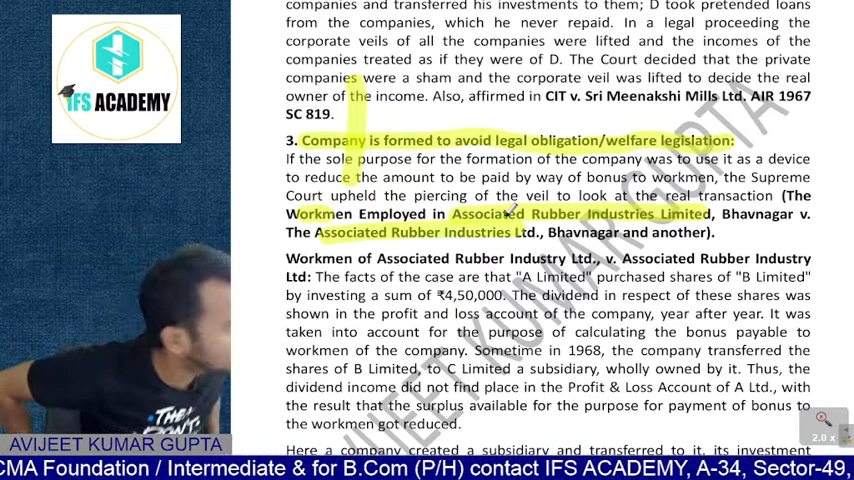 companies and transferred his investments to them; D took pretended loans
from the companies, which he never repaid. In a legal proceeding the
corporate veils of all the companies were lifted and the incomes of the
companies treated as if they were of D. The Court decided that the private
companies were a sham and the corporate veil was lifted to decide the real
owner of the income. Also, affirmed in CIT v. Sri Meenakshi Mills Ltd. AIR 1967
SC 819.
IFS ACADEMY
3. Company is formed to avoid legal obligation/welfare legislation:
If the sole purpose for the formation of the company was to use it as a device
to reduce the amount to be paid by way of bonus to workmen, the Supreme
Court upheld the piercing of the veil to look at the real transaction (The
Workmen Employed in Associated Rubber Industries Limited, Bhavnagar v.
The Associated Rubber Industries Ltd., Bhavnagar and another).
Workmen of Associated Rubber Industry Ltd., v. Associated Rubber Industry
Ltd: The facts of the case are that "A Limited" purchased shares of "B Limited"
by investing a sum of ₹4,50,000. The dividend in respect of these shares was
shown in the profit and loss account of the company, year after year. It was
taken into account for the purpose of calculating the bonus payable to
workmen of the company. Sometime in 1968, the company transferred the
shares of B Limited, to C Limited a subsidiary, wholly owned by it. Thus, the
dividend income did not find place in the Profit & Loss Account of A Ltd., with
the result that the surplus available for the purpose for payment of bonus to
the workmen got reduced.
Here a company created a subsidiary and transferred to it, its investment
AVIJEET KUMAR GUPTA
THE
2.0 x
AVIJEET KUMAR GUPTA
CMA Foundation / Intermediate & for B.Com (P/H) contact IFS ACADEMY, A-34, Sector-49,